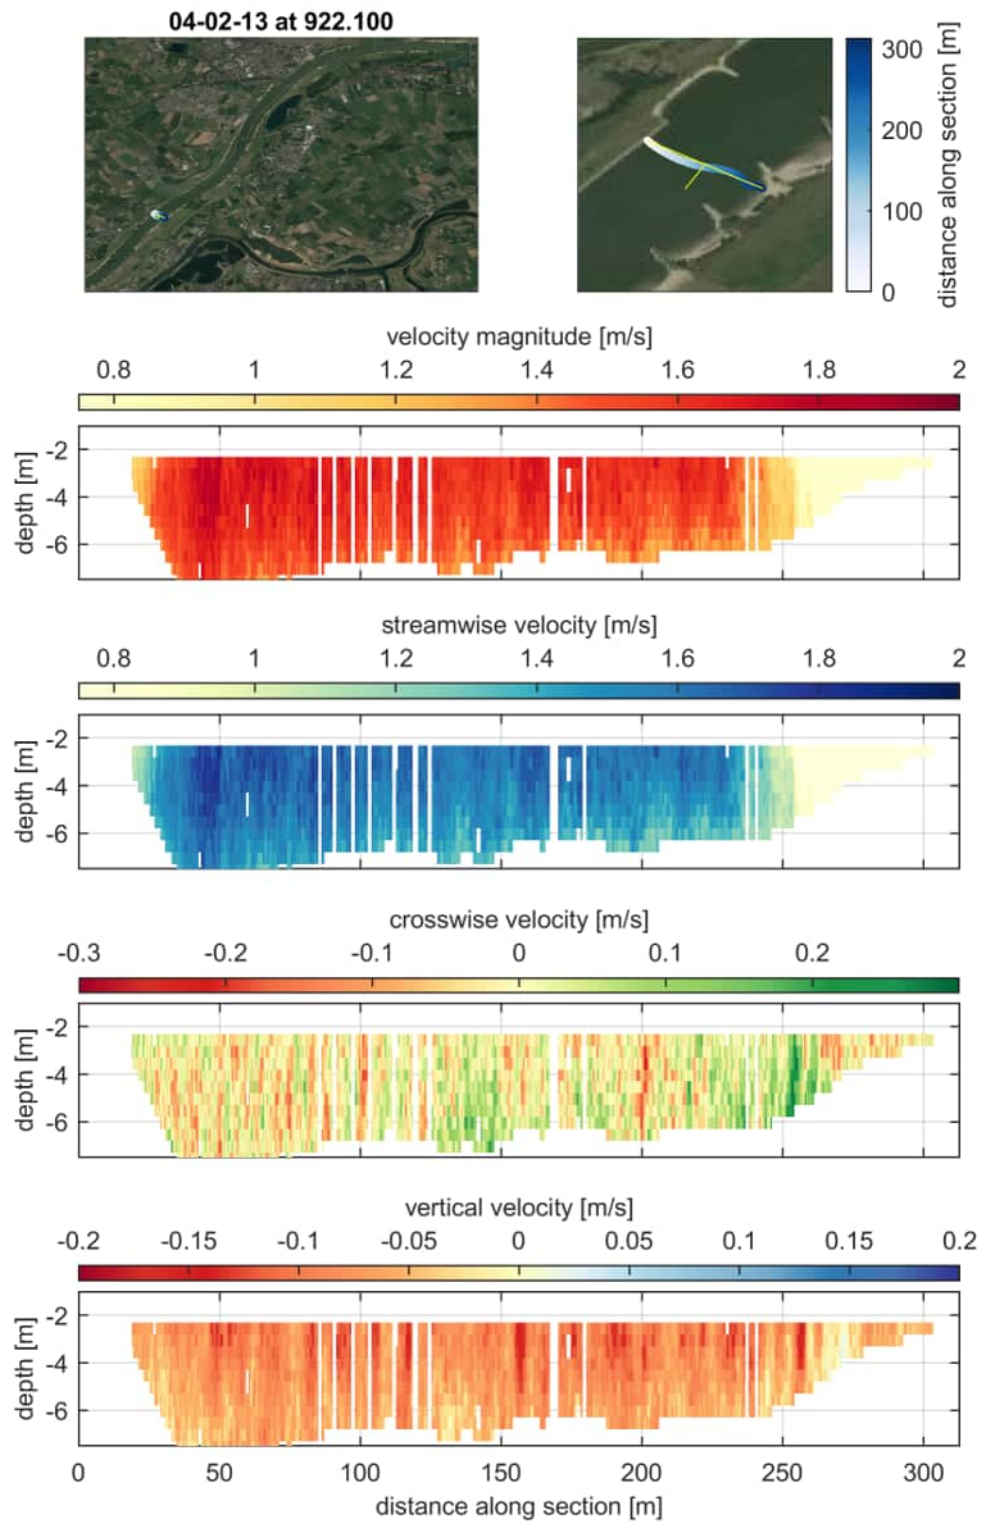 04-02-13 at 922.100
distance along section [m]
300
200
100
0
velocity magnitude [m/s]
0.8 1 1.2 1.4 1.6 1.8 2
depth [m]
-2
-4
-6
streamwise velocity [m/s]
0.8 1 1.2 1.4 1.6 1.8 2
depth [m]
-2
-4
-6
crosswise velocity [m/s]
-0.3 -0.2 -0.1 0 0.1 0.2
depth [m]
-2
-4
-6
vertical velocity [m/s]
-0.2 -0.15 -0.1 -0.05 0 0.05 0.1 0.15 0.2
depth [m]
-2
-4
-6
0 50 100 150 200 250 300
distance along section [m]